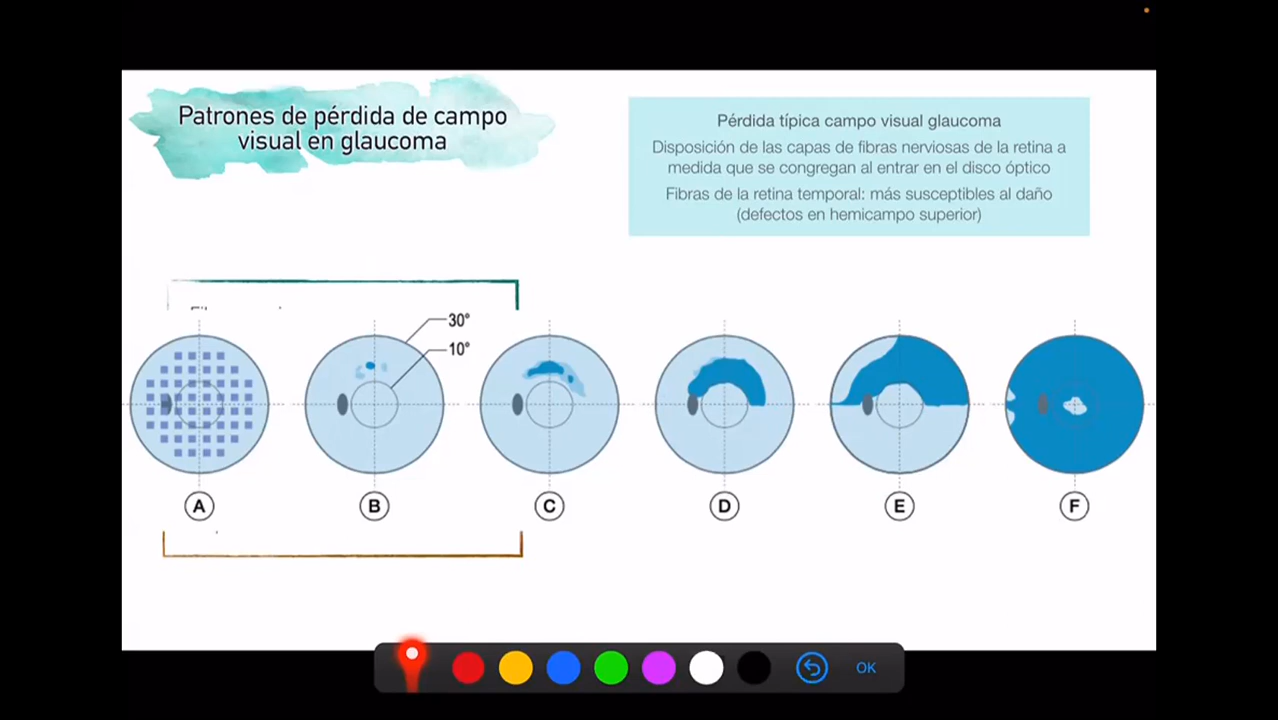 Patrones de pérdida de campo
visual en glaucoma
Pérdida típica campo visual glaucoma
Disposición de las capas de fibras nerviosas de la retina a
medida que se congregan al entrar en el disco óptico
Fibras de la retina temporal: más susceptibles al daño
(defectos en hemicampo superior)
30°
10°
A B C D E F
OK